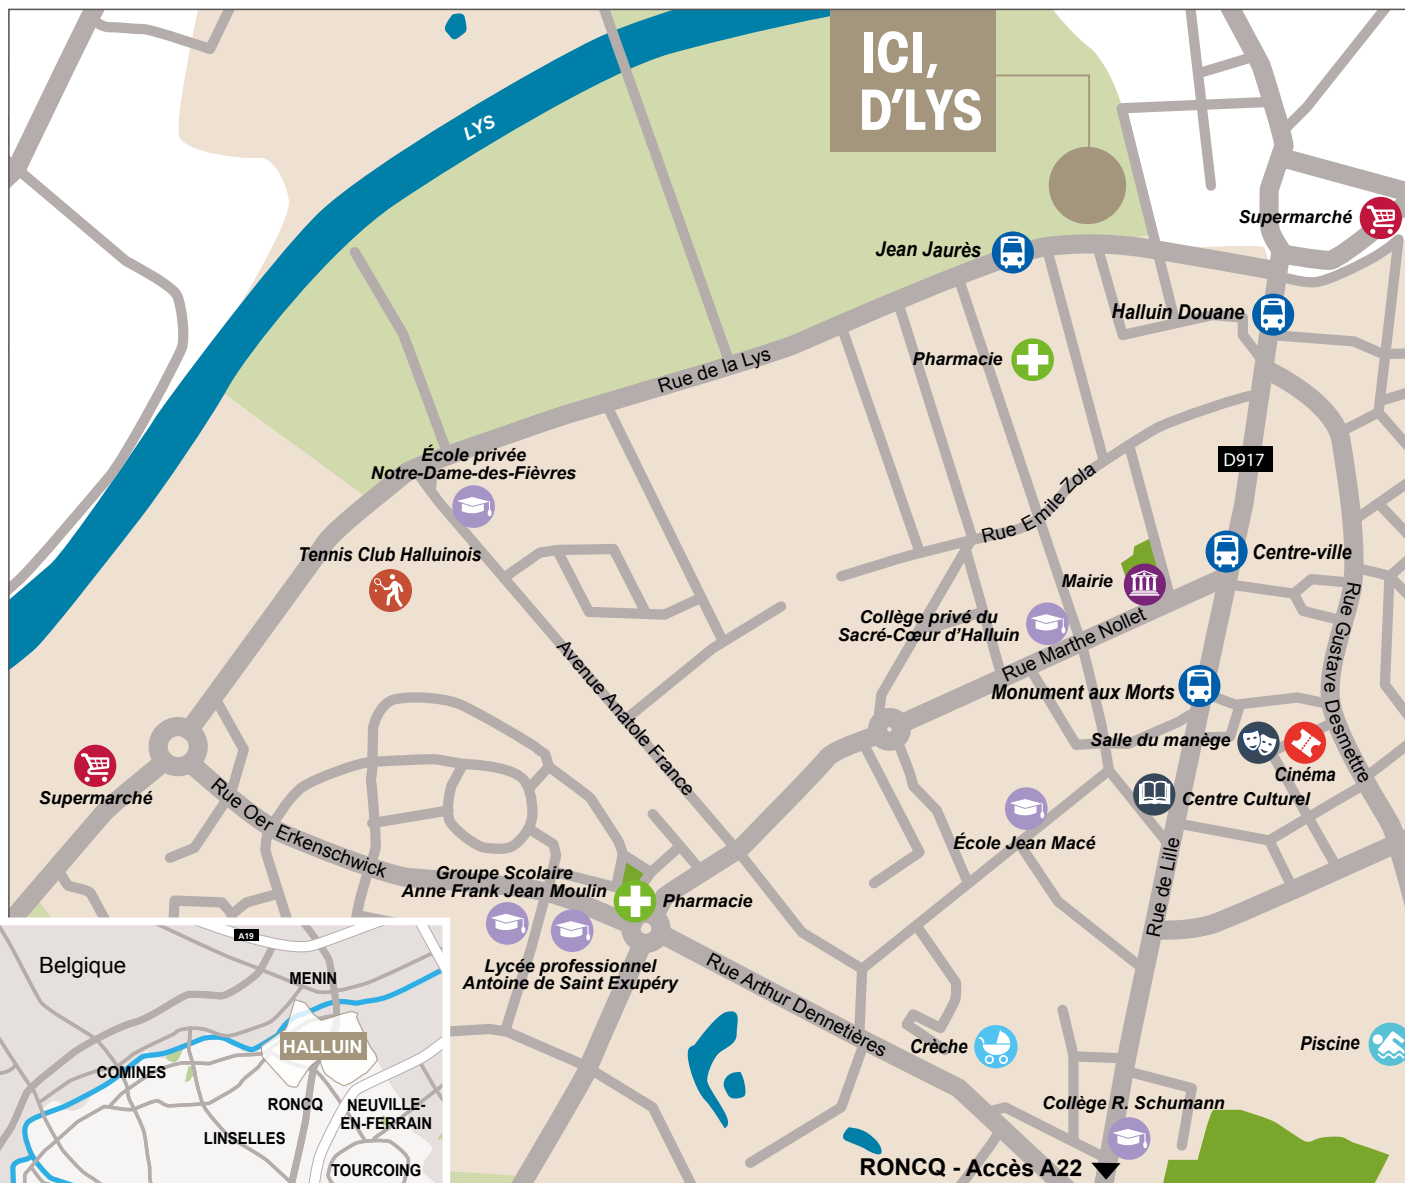 ICI,
D'LYS
LYS
Supermarché
Jean Jaurès
Halluin Douane
Pharmacie
Rue de la Lys
École privée
Notre-Dame-des-Fièvres
D917
Rue Emile Zola
Tennis Club Halluinois
Centre-ville
Mairie
Collège privé du
Sacré-Cœur d'Halluin
Rue Marthe Nollet
Rue Gustave Desmettre
Avenue Anatole France
Monument aux Morts
Salle du manège
Cinéma
Supermarché
Centre Culturel
Rue Oer Erkenschwick
École Jean Macé
Groupe Scolaire
Anne Frank Jean Moulin
Pharmacie
Rue de Lille
Lycée professionnel
Antoine de Saint Exupéry
Rue Arthur Dennetières
Crèche
Piscine
Collège R. Schumann
RONCQ - Accès A22
A19
Belgique
MENIN
HALLUIN
COMINES
RONCQ
NEUVILLE-
EN-FERRAIN
LINSELLES
TOURCOING